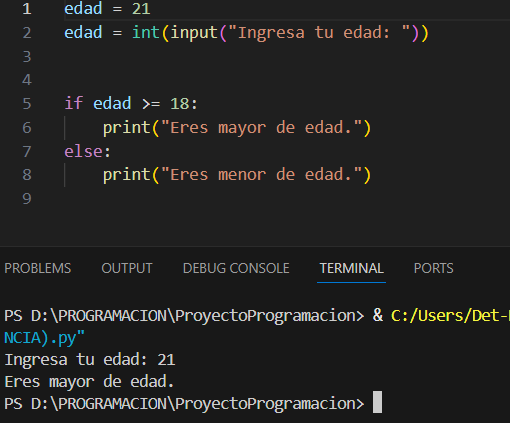 1 edad = 21
2 edad = int(input("Ingresa tu edad: "))
3
4
5 if edad >= 18:
6     print("Eres mayor de edad.")
7 else:
8     print("Eres menor de edad.")
9
PROBLEMS OUTPUT DEBUG CONSOLE TERMINAL PORTS
PS D:\PROGRAMACION\ProyectoProgramacion> & C:/Users/Det-
NCIA).py"
Ingresa tu edad: 21
Eres mayor de edad.
PS D:\PROGRAMACION\ProyectoProgramacion>